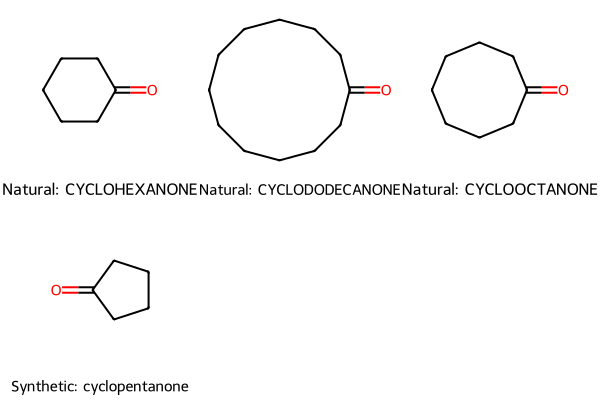 O
O
O
Natural: CYCLOHEXANONE
Natural: CYCLODODECANONE
Natural: CYCLOOCTANONE
O
Synthetic: cyclopentanone